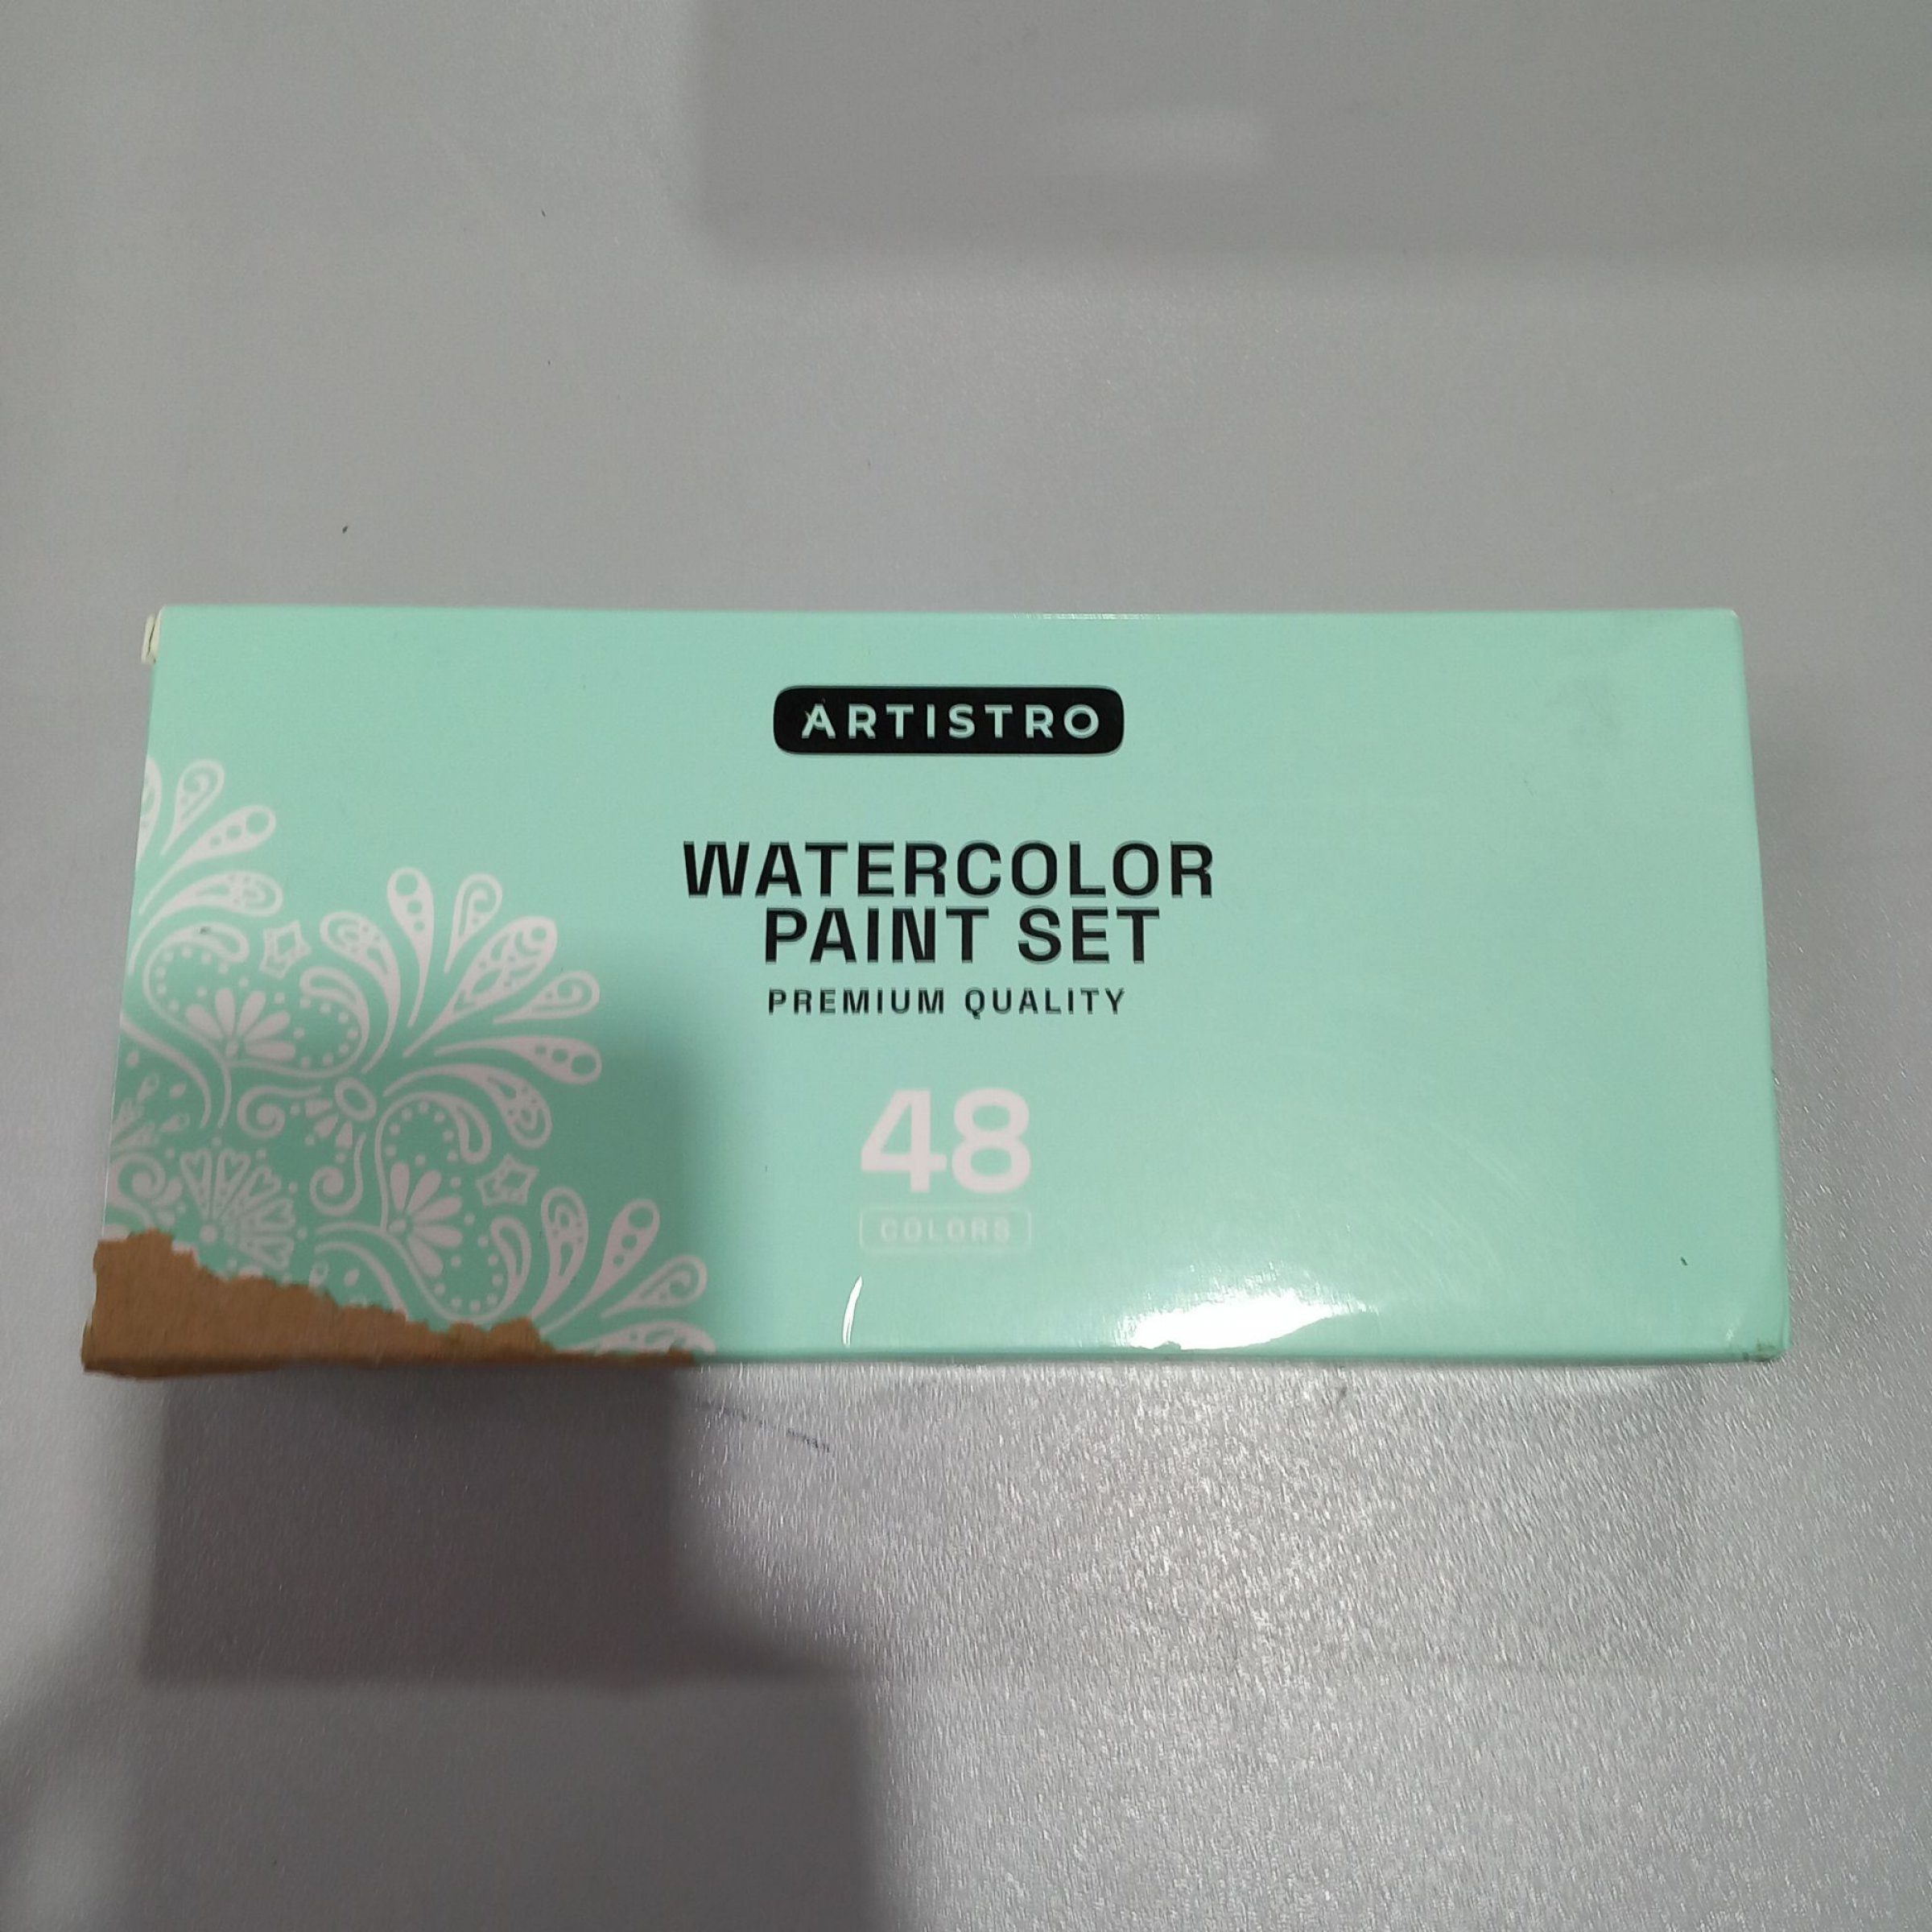 ARTISTRO
WATERCOLOR
PAINT SET
PREMIUM QUALITY
48
COLORS